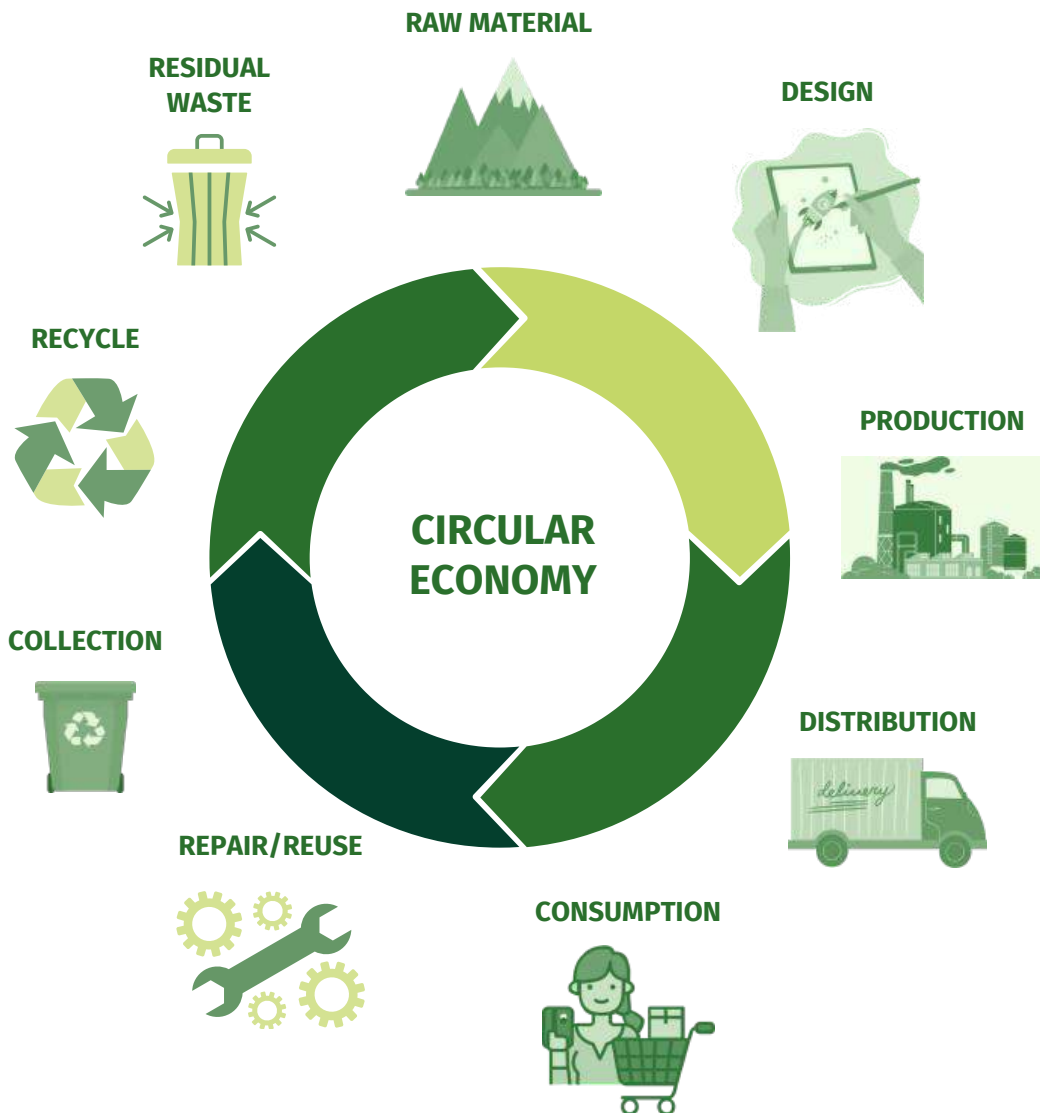 RAW MATERIAL
RESIDUAL
WASTE
DESIGN
RECYCLE
PRODUCTION
CIRCULAR
ECONOMY
COLLECTION
DISTRIBUTION
delivery
REPAIR/REUSE
CONSUMPTION